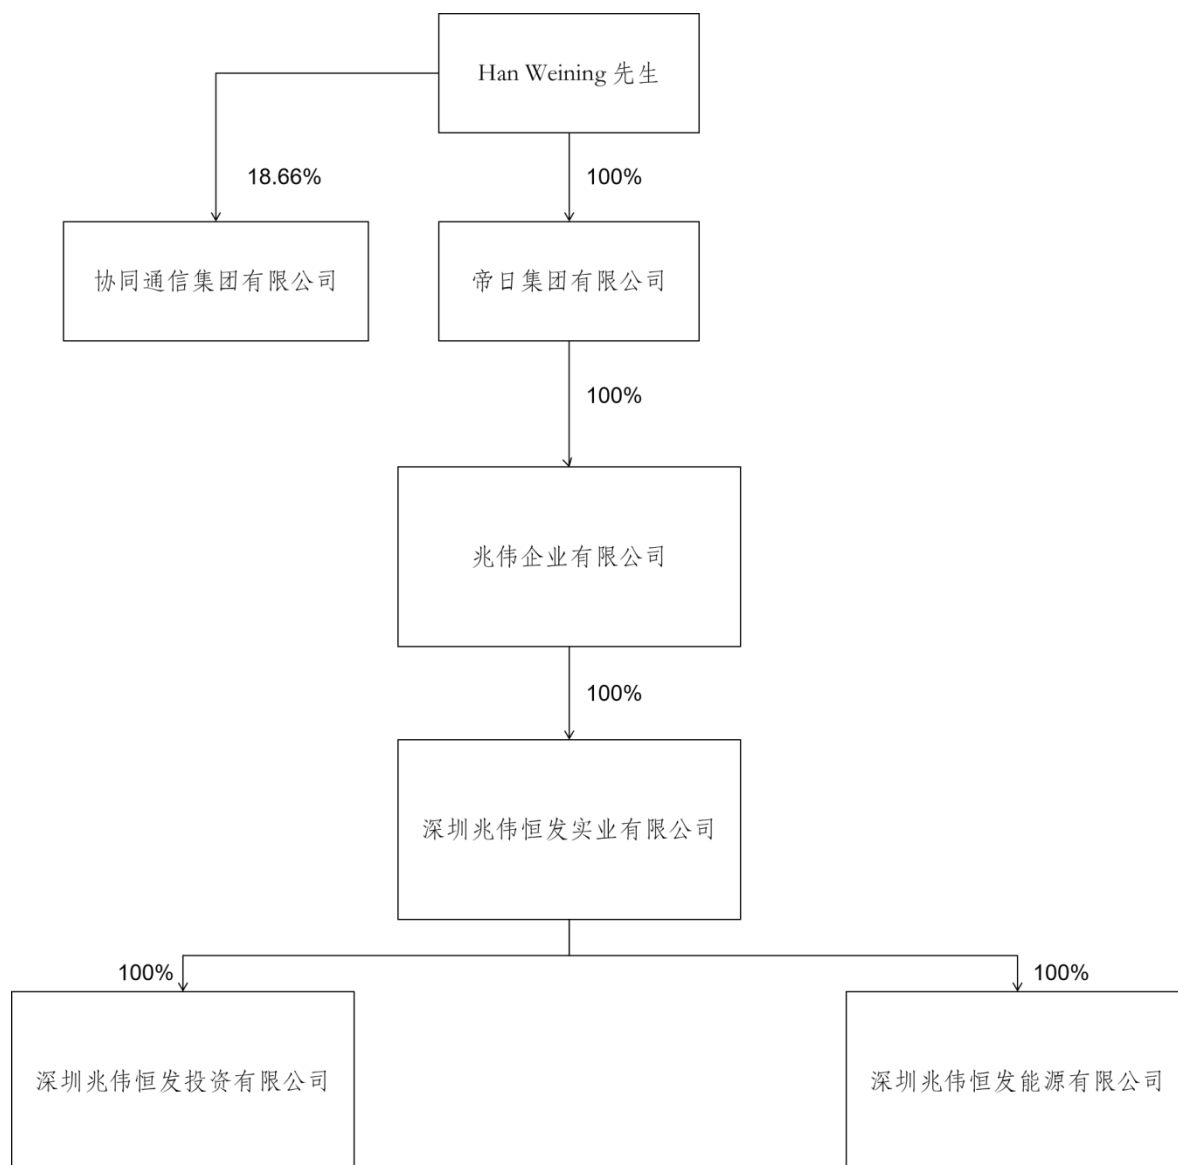 Han Weining 先生
18.66%
100%
协同通信集团有限公司
帝日集团有限公司
100%
兆伟企业有限公司
100%
深圳兆伟恒发实业有限公司
100%
100%
深圳兆伟恒发投资有限公司
深圳兆伟恒发能源有限公司